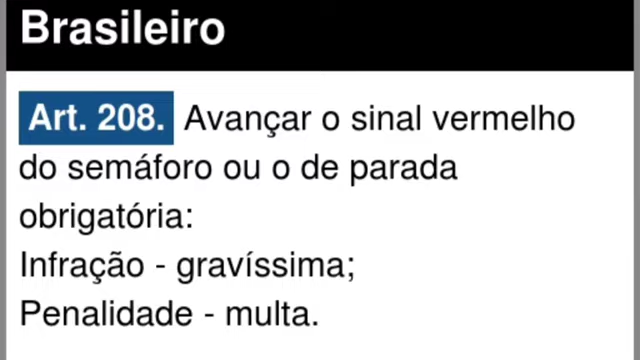 Brasileiro
Art. 208. Avançar o sinal vermelho
do semáforo ou o de parada
obrigatória:
Infração - gravíssima;
Penalidade - multa.